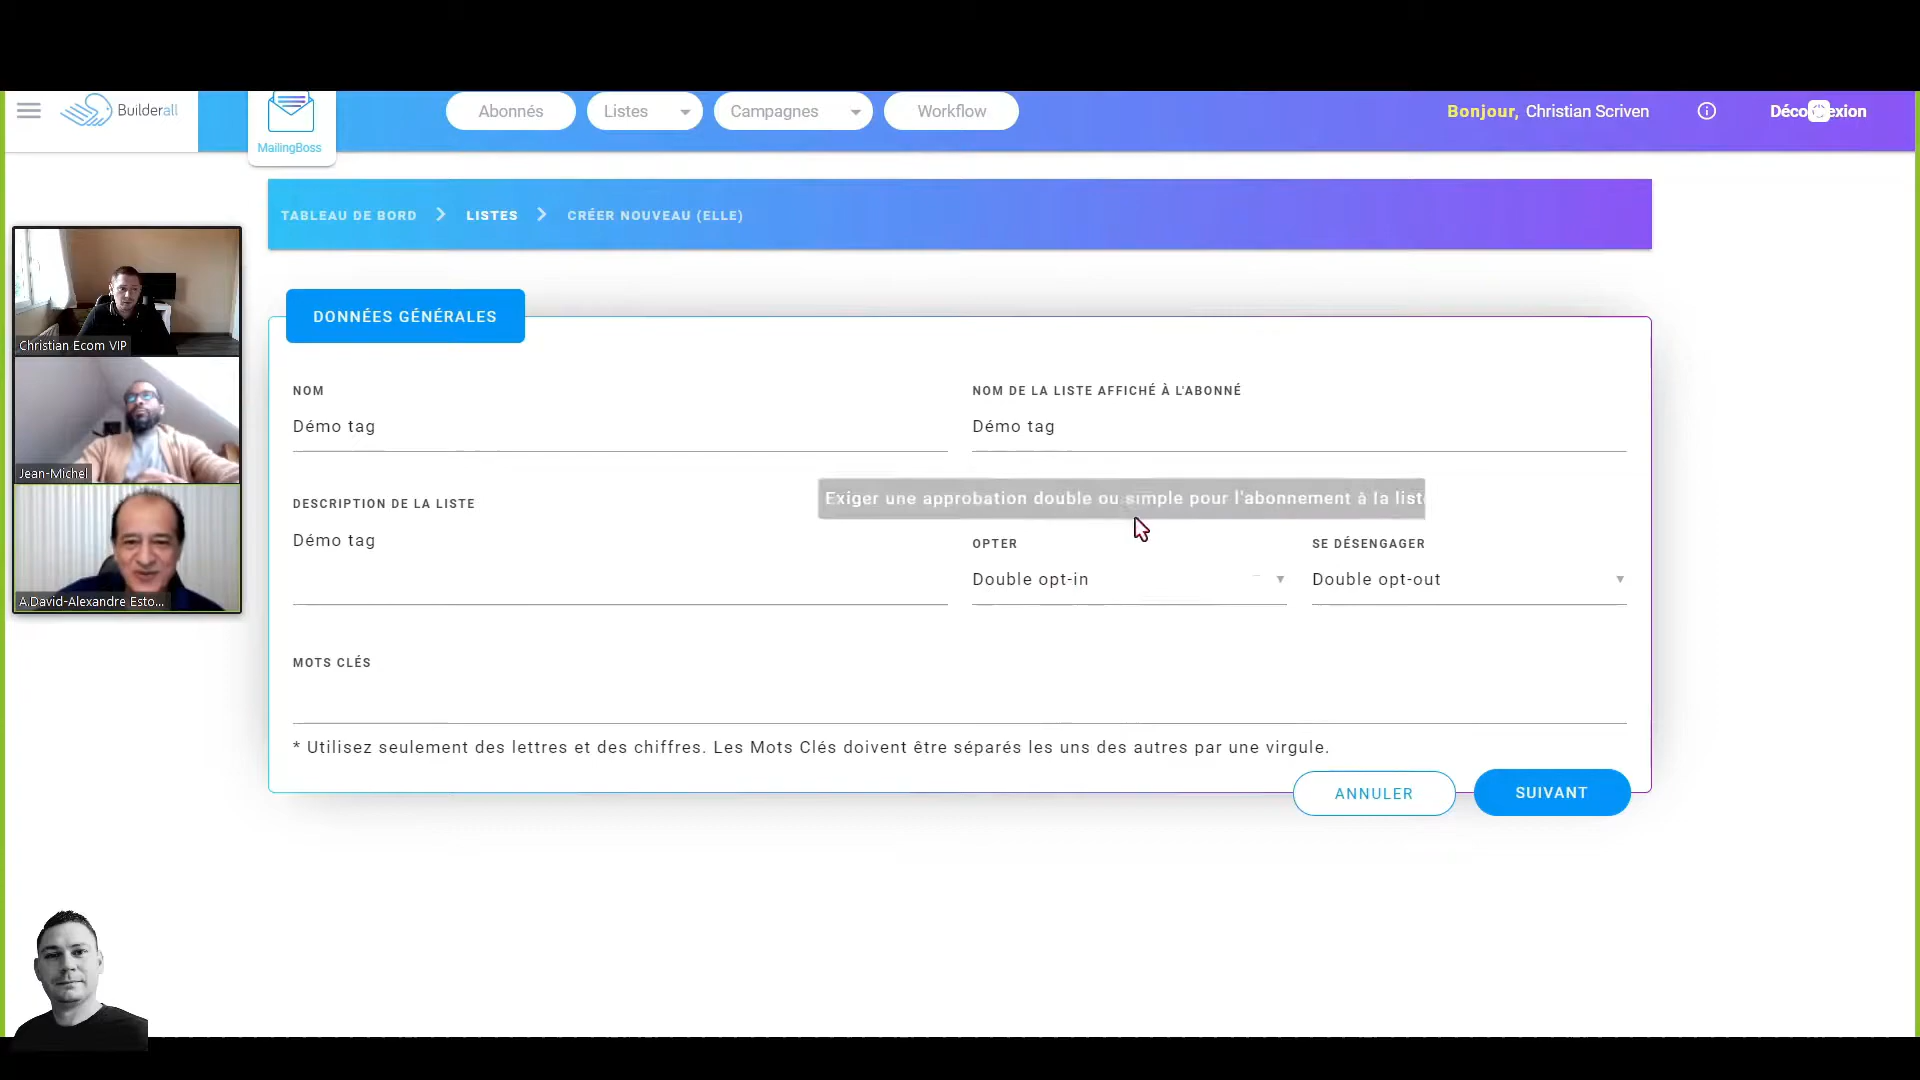 Builderall
MailingBoss
Abonnés
Listes
Campagnes
Workflow
Bonjour, Christian Scriven
TABLEAU DE BORD
LISTES
CRÉER NOUVEAU (ELLE)
Christian Ecom VIP
Jean-Michel
A.David-Alexandre Esto...
DONNÉES GÉNÉRALES
NOM
Démo tag
NOM DE LA LISTE AFFICHÉ À L'ABONNÉ
Démo tag
DESCRIPTION DE LA LISTE
Démo tag
Exiger une approbation double ou simple pour l'abonnement à la
OPTER
Double opt-in
SE DÉSENGAGER
Double opt-out
MOTS CLÉS
* Utilisez seulement des lettres et des chiffres. Les Mots Clés doivent être séparés les uns des autres par une virgule.
ANNULER
SUIVANT